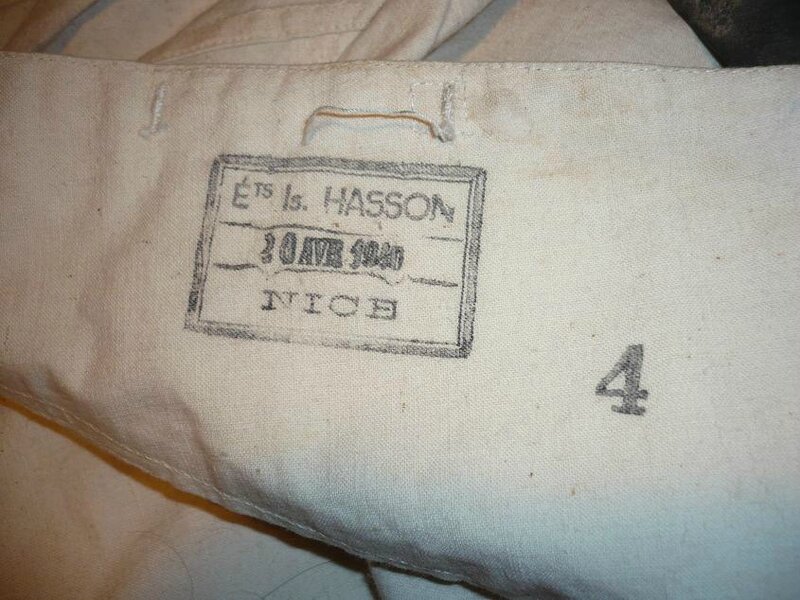 ÉTS Is. HASSON
20 AVR 1940
NICE
4